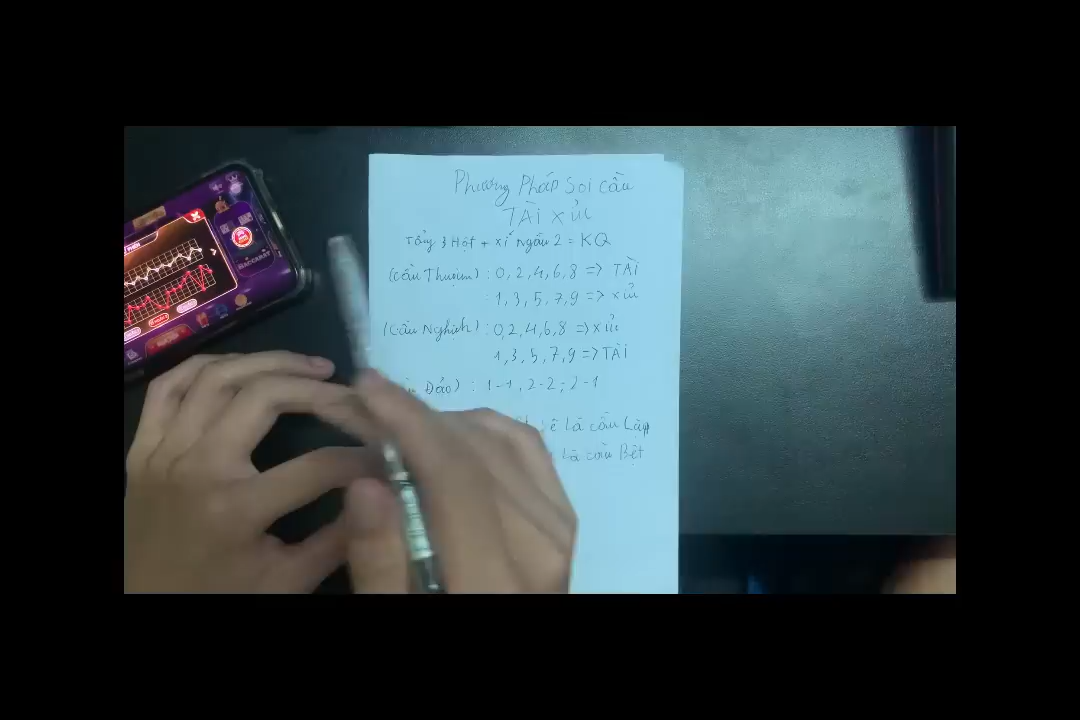 Phương Pháp Soi cầu
TÀI XỈU
Tổng 3 Hột + xí ngầu 2 = KQ
(Cầu Thuận) : 0, 2, 4, 6, 8 => TÀI
: 1, 3, 5, 7, 9 => xỉu
(Cầu Nghịch) : 0, 2, 4, 6, 8 => xỉu
1, 3, 5, 7, 9 => TÀI
Đảo) : 1-1, 2-2, 2-1
là cầu Lặp
là cầu Bệt
BACCARAT